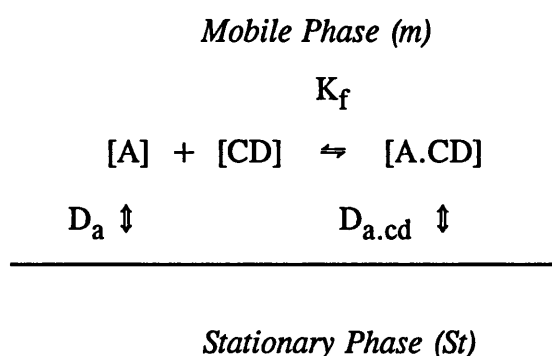 Mobile Phase (m)
K_f
[A] + [CD] ⇋ [A.CD]
D_a ⇕ D_a.cd ⇕
Stationary Phase (St)